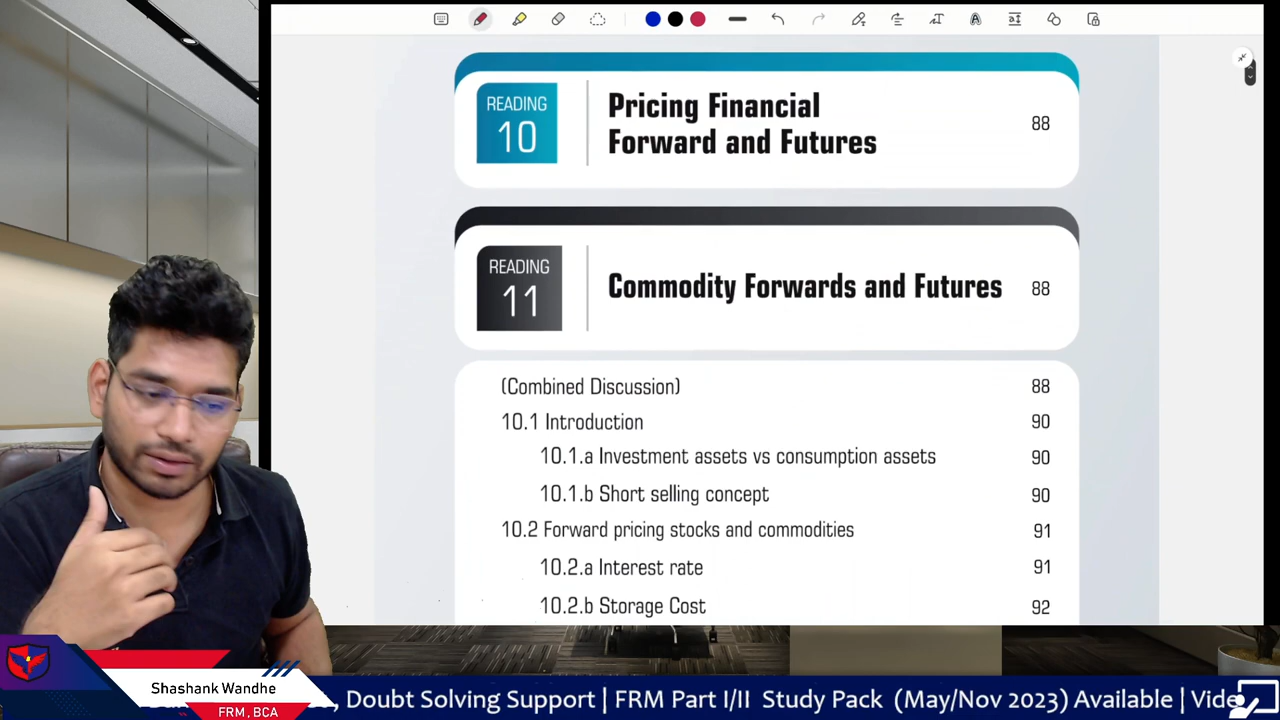 READING
10
Pricing Financial
Forward and Futures
88
READING
11
Commodity Forwards and Futures
88
(Combined Discussion) 88
10.1 Introduction 90
10.1.a Investment assets vs consumption assets 90
10.1.b Short selling concept 90
10.2 Forward pricing stocks and commodities 91
10.2.a Interest rate 91
10.2.b Storage Cost 92
Shashank Wandhe
FRM, BCA
, Doubt Solving Support | FRM Part I/II Study Pack (May/Nov 2023) Available |